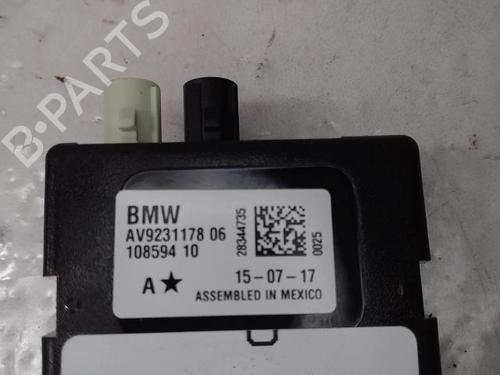 B-PARTS
BMW
AV9231178 06
108594 10
28344735
0025
A★
15-07-17
ASSEMBLED IN MEXICO